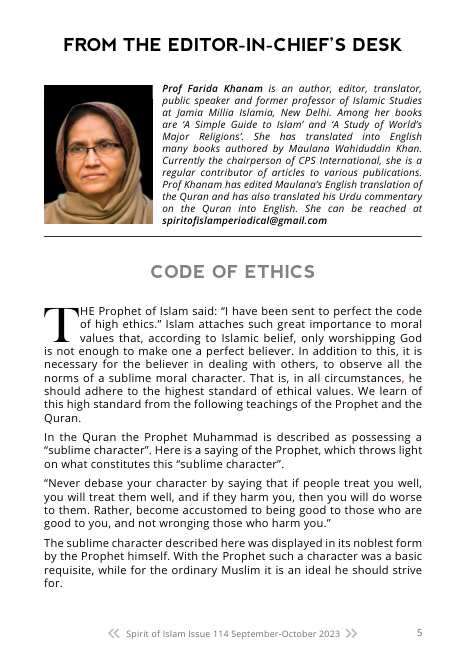 FROM THE EDITOR-IN-CHIEF'S DESK
Prof Farida Khanam is an author, editor, translator,
public speaker and former professor of Islamic Studies
at Jamia Millia Islamia, New Delhi. Among her books
are 'A Simple Guide to Islam' and 'A Study of World's
Major Religions'. She has translated into English
many books authored by Maulana Wahiduddin Khan.
Currently the chairperson of CPS International, she is a
regular contributor of articles to various publications.
Prof Khanam has edited Maulana's English translation of
the Quran and has also translated his Urdu commentary
on the Quran into English. She can be reached at
spiritofislamperiodical@gmail.com
CODE OF ETHICS
THE Prophet of Islam said: “I have been sent to perfect the code
of high ethics.” Islam attaches such great importance to moral
values that, according to Islamic belief, only worshipping God
is not enough to make one a perfect believer. In addition to this, it is
necessary for the believer in dealing with others, to observe all the
norms of a sublime moral character. That is, in all circumstances, he
should adhere to the highest standard of ethical values. We learn of
this high standard from the following teachings of the Prophet and the
Quran.
In the Quran the Prophet Muhammad is described as possessing a
“sublime character”. Here is a saying of the Prophet, which throws light
on what constitutes this “sublime character”.
“Never debase your character by saying that if people treat you well,
you will treat them well, and if they harm you, then you will do worse
to them. Rather, become accustomed to being good to those who are
good to you, and not wronging those who harm you.”
The sublime character described here was displayed in its noblest form
by the Prophet himself. With the Prophet such a character was a basic
requisite, while for the ordinary Muslim it is an ideal he should strive
for.
Spirit of Islam Issue 114 September-October 2023
5